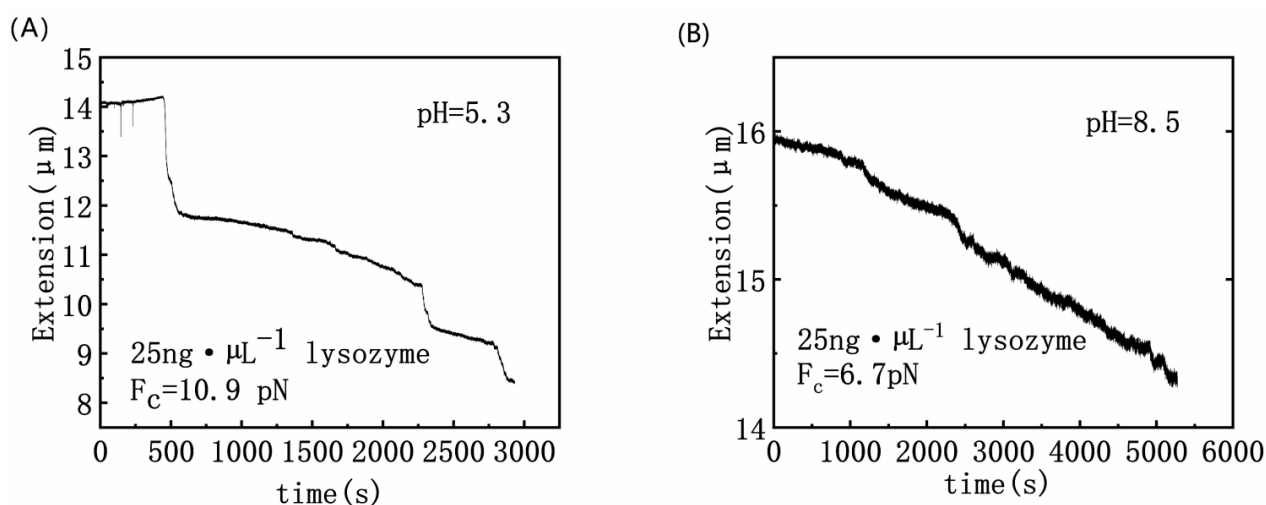 (A)
15
14
13
12
11
10
9
8
Extension(μm)
pH=5.3
25ng•μL⁻¹ lysozyme
F_C=10.9 pN
0
500
1000
1500
2000
2500
3000
time(s)
(B)
16
15
14
Extension(μm)
pH=8.5
25ng•μL⁻¹ lysozyme
F_C=6.7pN
0
1000
2000
3000
4000
5000
6000
time(s)